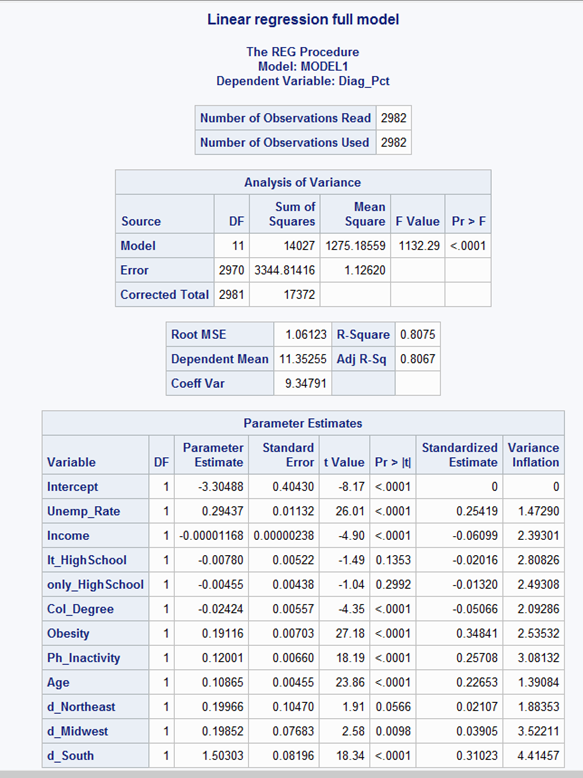 Linear regression full model
The REG Procedure
Model: MODEL1
Dependent Variable: Diag_Pct
Number of Observations Read 2982
Number of Observations Used 2982
Analysis of Variance
Source DF Sum of Squares Mean Square F Value Pr > F
Model 11 14027 1275.18559 1132.29 <.0001
Error 2970 3344.81416 1.12620
Corrected Total 2981 17372
Root MSE 1.06123 R-Square 0.8075
Dependent Mean 11.35255 Adj R-Sq 0.8067
Coeff Var 9.34791
Parameter Estimates
Variable DF Parameter Estimate Standard Error t Value Pr > |t| Standardized Estimate Variance Inflation
Intercept 1 -3.30488 0.40430 -8.17 <.0001 0 0
Unemp_Rate 1 0.29437 0.01132 26.01 <.0001 0.25419 1.47290
Income 1 -0.00001168 0.00000238 -4.90 <.0001 -0.06099 2.39301
lt_HighSchool 1 -0.00780 0.00522 -1.49 0.1353 -0.02016 2.80826
only_HighSchool 1 -0.00455 0.00438 -1.04 0.2992 -0.01320 2.49308
Col_Degree 1 -0.02424 0.00557 -4.35 <.0001 -0.05066 2.09286
Obesity 1 0.19116 0.00703 27.18 <.0001 0.34841 2.53532
Ph_Inactivity 1 0.12001 0.00660 18.19 <.0001 0.25708 3.08132
Age 1 0.10865 0.00455 23.86 <.0001 0.22653 1.39084
d_Northeast 1 0.19966 0.10470 1.91 0.0566 0.02107 1.88353
d_Midwest 1 0.19852 0.07683 2.58 0.0098 0.03905 3.52211
d_South 1 1.50303 0.08196 18.34 <.0001 0.31023 4.41457